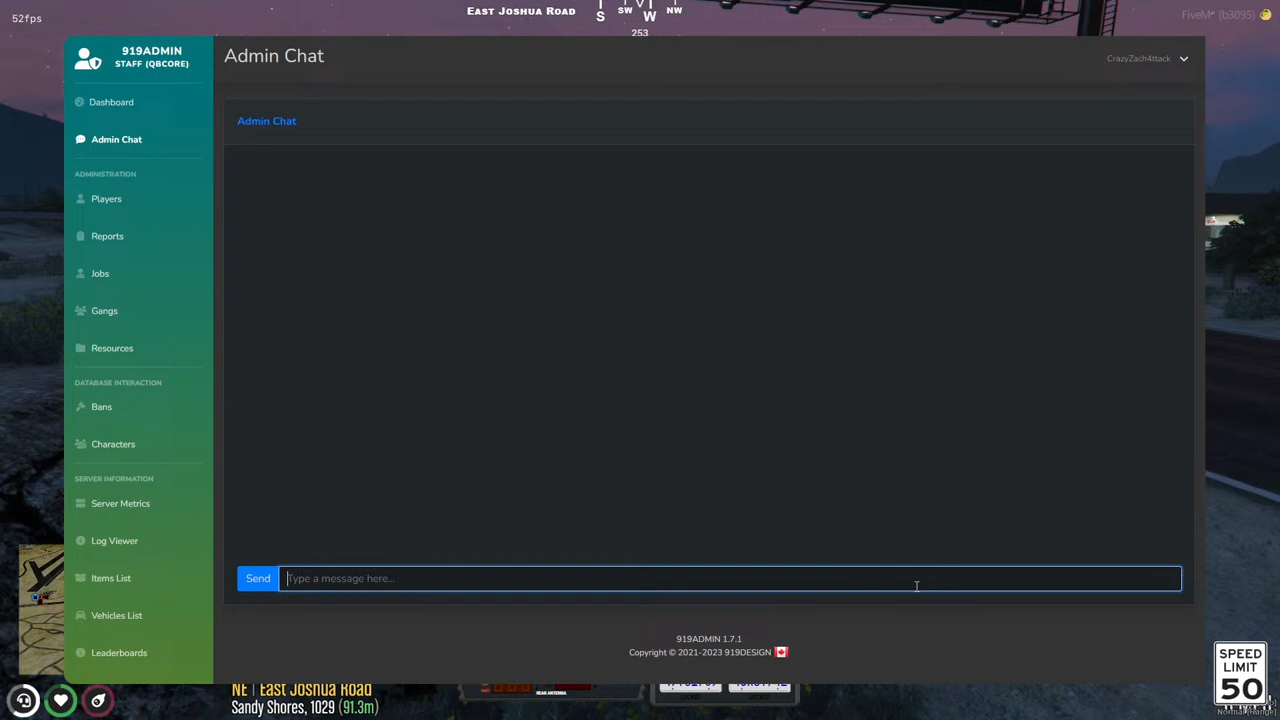 52fps
EAST JOSHUA ROAD
S SW W NW
253
FiveM* (b3095)
919ADMIN
STAFF (QBCORE)
Dashboard
Admin Chat
ADMINISTRATION
Players
Reports
Jobs
Gangs
Resources
DATABASE INTERACTION
Bans
Characters
SERVER INFORMATION
Server Metrics
Log Viewer
Items List
Vehicles List
Leaderboards
Admin Chat
CrazyZach4ttack
Admin Chat
Send
Type a message here...
919ADMIN 1.7.1
Copyright © 2021-2023 919DESIGN
NE | East Joshua Road
Sandy Shores, 1029 (91.3m)
REAR ANTENNA
SPEED
LIMIT
50